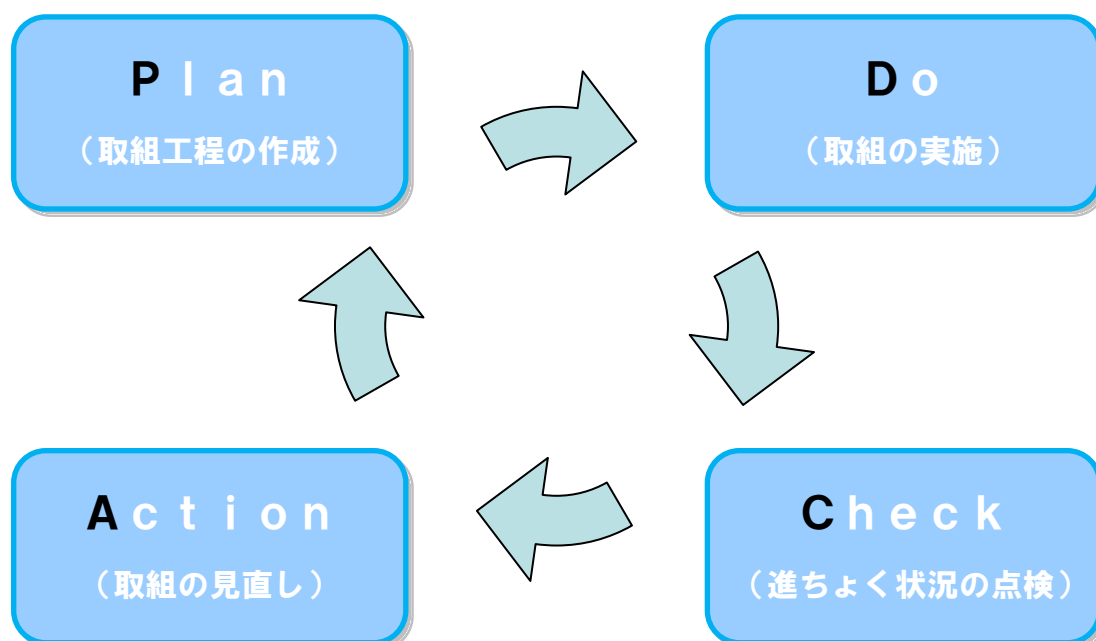 Ｐｌａｎ
（取組工程の作成）
Ｄｏ
（取組の実施）
Ａｃｔｉｏｎ
（取組の見直し）
Ｃｈｅｃｋ
（進ちょく状況の点検）